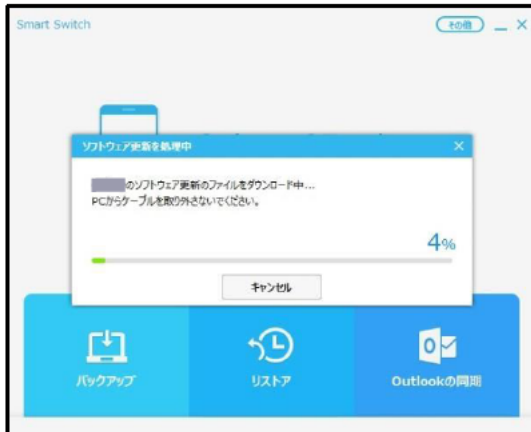 Smart Switch
その他
ソフトウェア更新を処理中
のソフトウェア更新のファイルをダウンロード中...
PCからケーブルを取り外さないでください。
4%
キャンセル
バックアップ
リストア
Outlookの同期